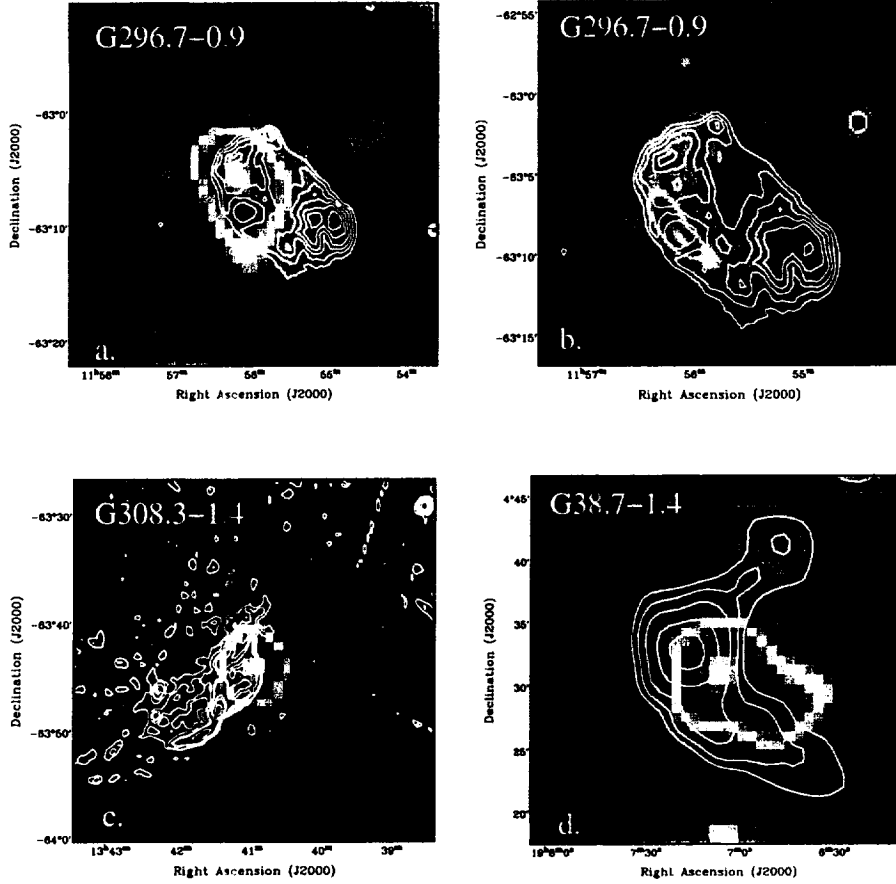 G296.7−0.9
Declination (J2000)
−63°0′
−63°10′
−63°20′
a.
11ʰ58ᵐ 57ᵐ 56ᵐ 55ᵐ 54ᵐ
Right Ascension (J2000)
G296.7−0.9
Declination (J2000)
−62°55′
−63°0′
−63°5′
−63°10′
−63°15′
b.
11ʰ57ᵐ 56ᵐ 55ᵐ
Right Ascension (J2000)
G308.3−1.4
Declination (J2000)
−63°30′
−63°40′
−63°50′
−64°0′
c.
13ʰ43ᵐ 42ᵐ 41ᵐ 40ᵐ 39ᵐ
Right Ascension (J2000)
G38.7−1.4
Declination (J2000)
4°45′
40′
35′
30′
25′
20′
d.
7ᵐ30ˢ 7ᵐ0ˢ 6ᵐ30ˢ
Right Ascension (J2000)